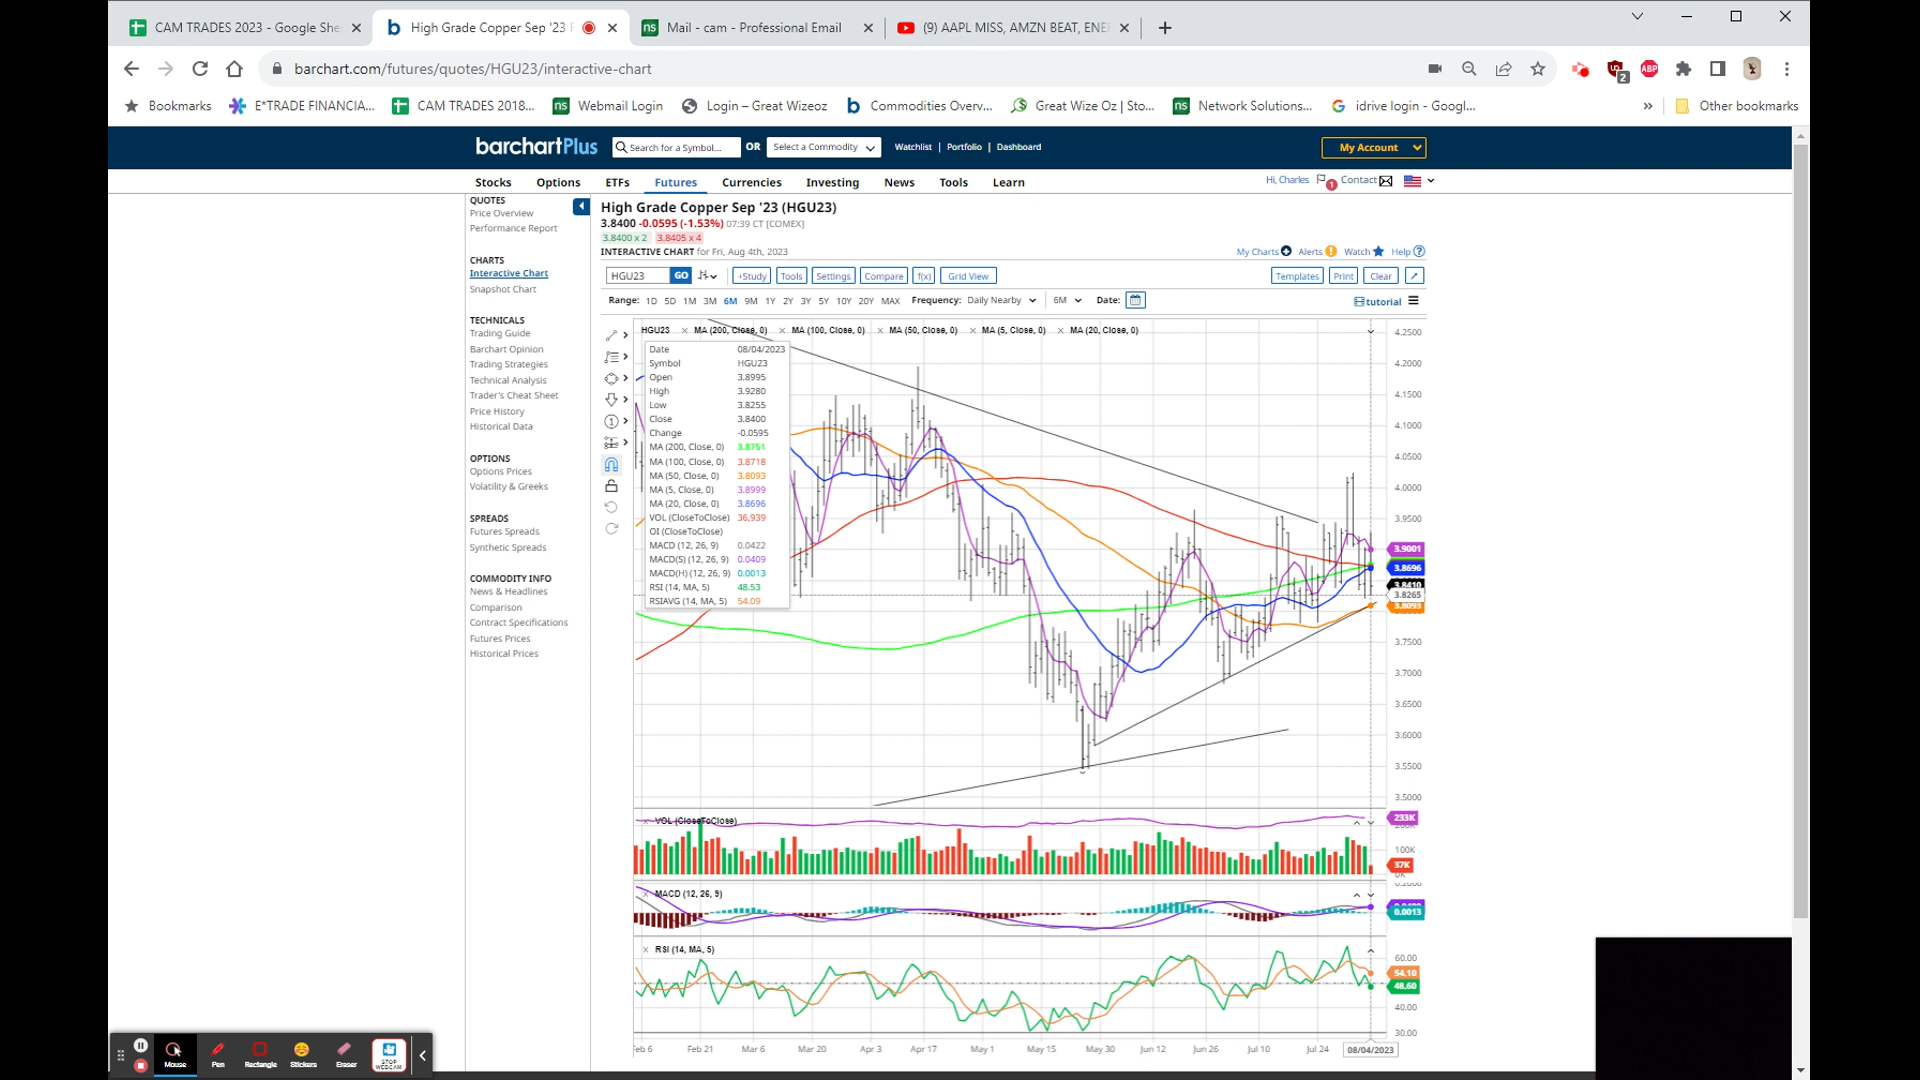 CAM TRADES 2023 - Google She
High Grade Copper Sep '23 F
Mail - cam - Professional Email
(9) AAPL MISS, AMZN BEAT, ENE
barchart.com/futures/quotes/HGU23/interactive-chart
2
ABP
Bookmarks
E*TRADE FINANCIA...
CAM TRADES 2018...
Webmail Login
Login – Great Wizeoz
Commodities Overv...
Great Wize Oz | Sto...
Network Solutions...
idrive login - Googl...
»
Other bookmarks
barchartPlus
Search for a Symbol...
OR
Select a Commodity
Watchlist | Portfolio | Dashboard
My Account
Stocks Options ETFs Futures Currencies Investing News Tools Learn
Hi, Charles
1
Contact
QUOTES
Price Overview
Performance Report
CHARTS
Interactive Chart
Snapshot Chart
TECHNICALS
Trading Guide
Barchart Opinion
Trading Strategies
Technical Analysis
Trader's Cheat Sheet
Price History
Historical Data
OPTIONS
Options Prices
Volatility & Greeks
SPREADS
Futures Spreads
Synthetic Spreads
COMMODITY INFO
News & Headlines
Comparison
Contract Specifications
Futures Prices
Historical Prices
High Grade Copper Sep '23 (HGU23)
3.8400 -0.0595 (-1.53%) 07:39 CT [COMEX]
3.8400 x 2 3.8405 x 4
INTERACTIVE CHART for Fri, Aug 4th, 2023
My Charts Alerts Watch Help
HGU23 GO +Study Tools Settings Compare f(x) Grid View
Templates Print Clear
Range: 1D 5D 1M 3M 6M 9M 1Y 2Y 3Y 5Y 10Y 20Y MAX Frequency: Daily Nearby 6M Date:
tutorial
HGU23 × MA (200, Close, 0) × MA (100, Close, 0) × MA (50, Close, 0) × MA (5, Close, 0) × MA (20, Close, 0)
Date 08/04/2023
Symbol HGU23
Open 3.8995
High 3.9280
Low 3.8255
Close 3.8400
Change -0.0595
MA (200, Close, 0) 3.8751
MA (100, Close, 0) 3.8718
MA (50, Close, 0) 3.8093
MA (5, Close, 0) 3.8999
MA (20, Close, 0) 3.8696
VOL (CloseToClose) 36,939
OI (CloseToClose)
MACD (12, 26, 9) 0.0422
MACD(S) (12, 26, 9) 0.0409
MACD(H) (12, 26, 9) 0.0013
RSI (14, MA, 5) 48.53
RSIAVG (14, MA, 5) 54.09
4.2500
4.2000
4.1500
4.1000
4.0500
4.0000
3.9500
3.9001
3.8696
3.8410
3.8265
3.8093
3.7500
3.7000
3.6500
3.6000
3.5500
3.5000
× VOL (CloseToClose)
233K
100K
37K
× MACD (12, 26, 9)
0.2000
0.0013
× RSI (14, MA, 5)
60.00
54.10
48.60
40.00
30.00
Feb 6 Feb 21 Mar 6 Mar 20 Apr 3 Apr 17 May 1 May 15 May 30 Jun 12 Jun 26 Jul 10 Jul 24 08/04/2023
Mouse Pen Rectangle Stickers Eraser STOP WEBCAM